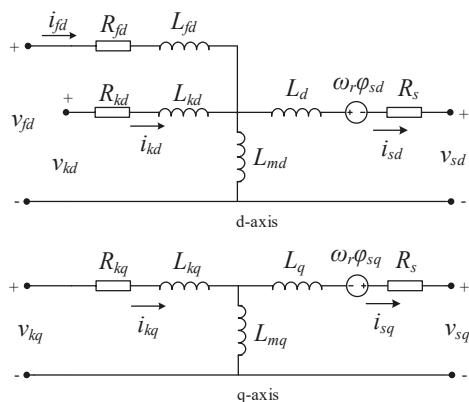 i_fd R_fd L_fd
+
R_kd L_kd L_d ω_rφ_sd R_s
+ + - +
v_fd i_kd i_sd
v_kd L_md v_sd
- - -
d-axis
R_kq L_kq L_q ω_rφ_sq R_s
+ - + +
v_kq i_kq i_sq v_sq
L_mq
- -
q-axis